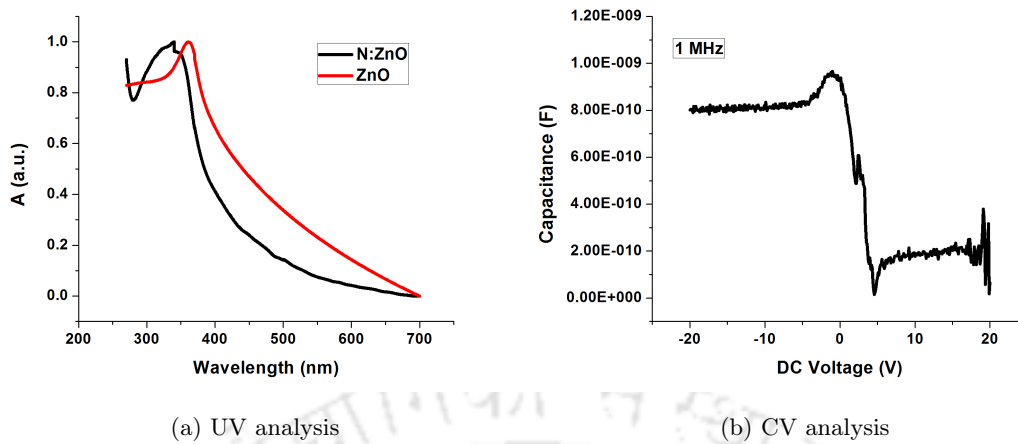 N:ZnO
ZnO
A (a.u.)
1.0
0.8
0.6
0.4
0.2
0.0
200 300 400 500 600 700
Wavelength (nm)
(a) UV analysis
1 MHz
Capacitance (F)
1.20E-009
1.00E-009
8.00E-010
6.00E-010
4.00E-010
2.00E-010
0.00E+000
-20 -10 0 10 20
DC Voltage (V)
(b) CV analysis